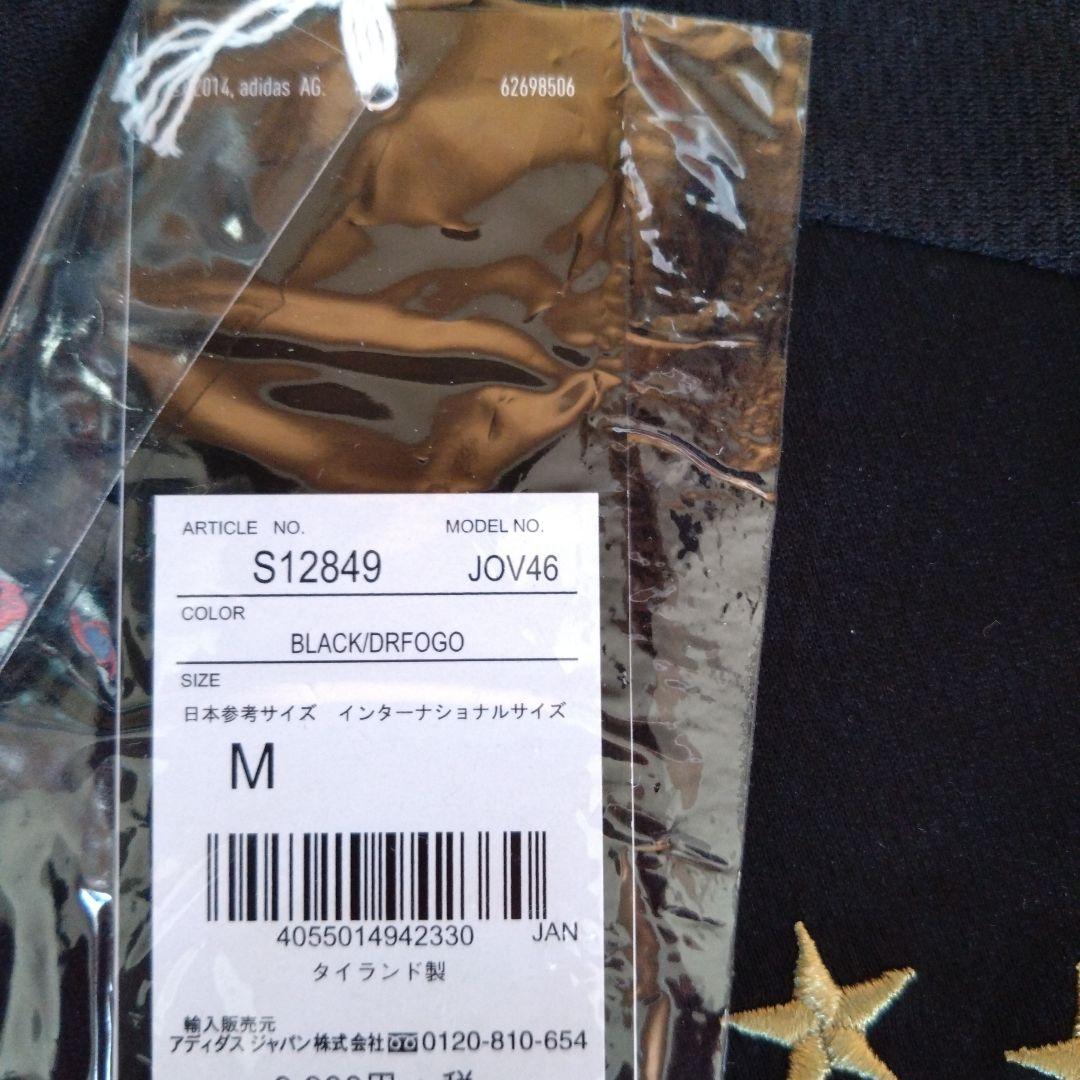 2014, adidas AG. 62698506
ARTICLE NO. MODEL NO.
S12849 JOV46
COLOR
BLACK/DRFOGO
SIZE
日本参考サイズ インターナショナルサイズ
M
4055014942330 JAN
タイランド製
輸入販売元
アディダス ジャパン株式会社 0120-810-654